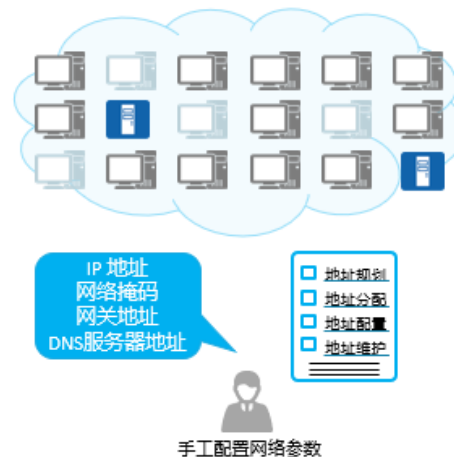 IP 地址
网络掩码
网关地址
DNS服务器地址
地址规划
地址分配
地址配置
地址维护
手工配置网络参数